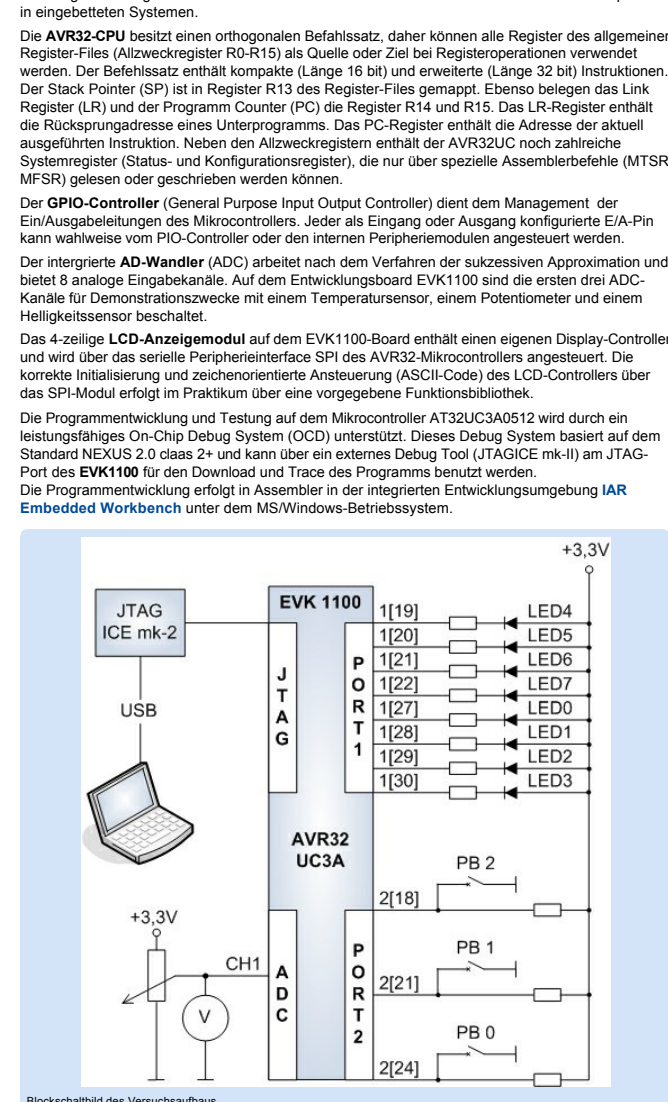 in eingebetteten Systemen.
Die AVR32-CPU besitzt einen orthogonalen Befahlssatz, daher können alle Register des allgemeiner
Register-Files (Allzweckregister R0-R15) als Quelle oder Ziel bei Registeroperationen verwendet
werden. Der Befehlssatz enthält kompakte (Länge 16 bit) und erweiterte (Länge 32 bit) Instruktionen.
Der Stack Pointer (SP) ist in Register R13 des Register-Files gemappt. Ebenso belegen das Link
Register (LR) und der Programm Counter (PC) die Register R14 und R15. Das LR-Register enthält
die Rücksprungadresse eines Unterprogramms. Das PC-Register enthält die Adresse der aktuell
ausgeführten Instruktion. Neben den Allzweckregistern enthält der AVR32UC noch zahlreiche
Systemregister (Status- und Konfigurationsregister), die nur über spezielle Assemblerbefehle (MTSR
MFSR) gelesen oder geschrieben werden können.
Der GPIO-Controller (General Purpose Input Output Controller) dient dem Management der
Ein/Ausgabeleitungen des Mikrocontrollers. Jeder als Eingang oder Ausgang konfigurierte E/A-Pin
kann wahlweise vom PIO-Controller oder den internen Peripheriemodulen angesteuert werden.
Der intergrierte AD-Wandler (ADC) arbeitet nach dem Verfahren der sukzessiven Approximation und
bietet 8 analoge Eingabekanäle. Auf dem Entwicklungsboard EVK1100 sind die ersten drei ADC-
Kanäle für Demonstrationszwecke mit einem Temperatursensor, einem Potentiometer und einem
Helligkeitssensor beschaltet.
Das 4-zeilige LCD-Anzeigemodul auf dem EVK1100-Board enthält einen eigenen Display-Controller
und wird über das serielle Peripherieinterface SPI des AVR32-Mikrocontrollers angesteuert. Die
korrekte Initialisierung und zeichenorientierte Ansteuerung (ASCII-Code) des LCD-Controllers über
das SPI-Modul erfolgt im Praktikum über eine vorgegebene Funktionsbibliothek.
Die Programmentwicklung und Testung auf dem Mikrocontroller AT32UC3A0512 wird durch ein
leistungsfähiges On-Chip Debug System (OCD) unterstützt. Dieses Debug System basiert auf dem
Standard NEXUS 2.0 claas 2+ und kann über ein externes Debug Tool (JTAGICE mk-II) am JTAG-
Port des EVK1100 für den Download und Trace des Programms benutzt werden.
Die Programmentwicklung erfolgt in Assembler in der integrierten Entwicklungsumgebung IAR
Embedded Workbench unter dem MS/Windows-Betriebssystem.
+3,3V
JTAG
ICE mk-2
USB
EVK 1100
JTAG
PORT1
1[19] LED4
1[20] LED5
1[21] LED6
1[22] LED7
1[27] LED0
1[28] LED1
1[29] LED2
1[30] LED3
AVR32
UC3A
PB 2
2[18]
+3,3V
CH1
V
ADC
PORT2
PB 1
2[21]
PB 0
2[24]
Blockschaltbild des Versuchsaufbaus